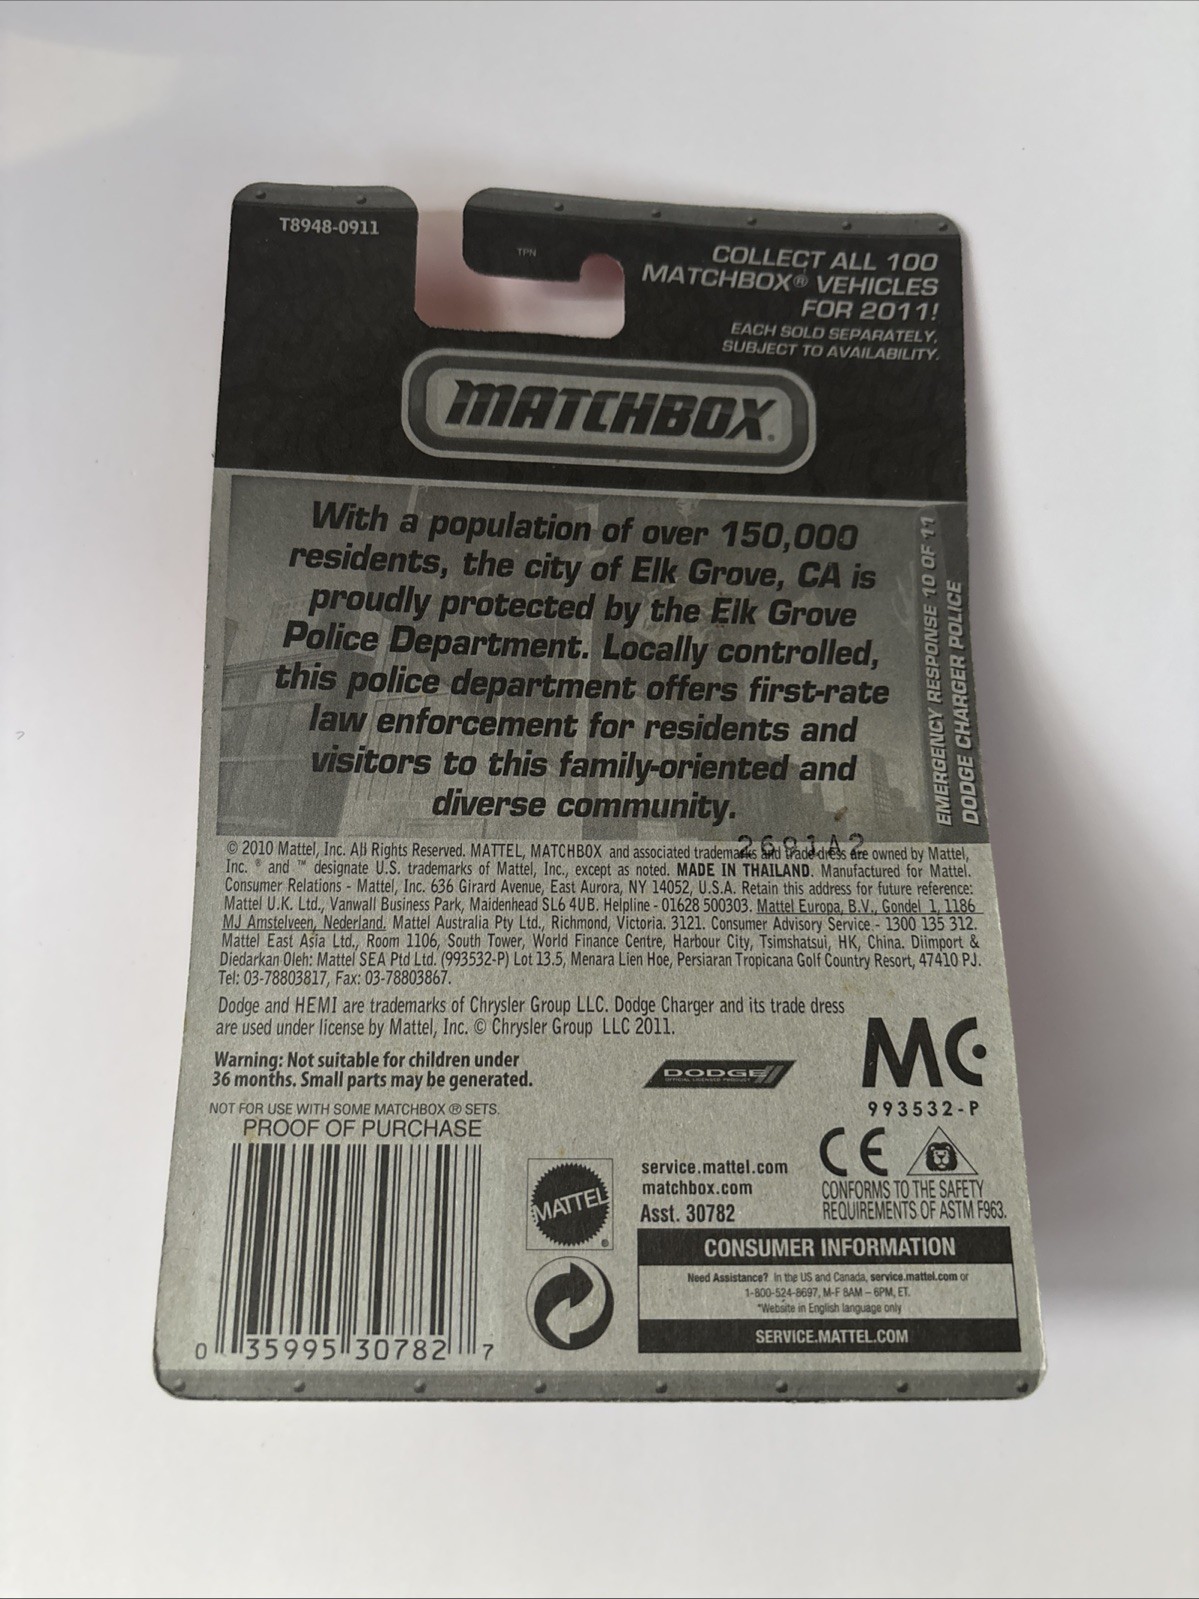 T8948-0911
TPN
COLLECT ALL 100
MATCHBOX® VEHICLES
FOR 2011!
EACH SOLD SEPARATELY.
SUBJECT TO AVAILABILITY.
MATCHBOX®
With a population of over 150,000
residents, the city of Elk Grove, CA is
proudly protected by the Elk Grove
Police Department. Locally controlled,
this police department offers first-rate
law enforcement for residents and
visitors to this family-oriented and
diverse community.
EMERGENCY RESPONSE 10 OF 11
DODGE CHARGER POLICE
© 2010 Mattel, Inc. All Rights Reserved. MATTEL, MATCHBOX and associated trademarks and trade dress are owned by Mattel,
Inc. ® and ™ designate U.S. trademarks of Mattel, Inc., except as noted. MADE IN THAILAND. Manufactured for Mattel.
Consumer Relations - Mattel, Inc. 636 Girard Avenue, East Aurora, NY 14052, U.S.A. Retain this address for future reference:
Mattel U.K. Ltd., Vanwall Business Park, Maidenhead SL6 4UB. Helpline - 01628 500303. Mattel Europa, B.V., Gondel 1, 1186
MJ Amstelveen, Nederland. Mattel Australia Pty Ltd., Richmond, Victoria. 3121. Consumer Advisory Service - 1300 135 312.
Mattel East Asia Ltd., Room 1106, South Tower, World Finance Centre, Harbour City, Tsimshatsui, HK, China. Diimport &
Diedarkan Oleh: Mattel SEA Ptd Ltd. (993532-P) Lot 13.5, Menara Lien Hoe, Persiaran Tropicana Golf Country Resort, 47410 PJ.
Tel: 03-78803817, Fax: 03-78803867.
Dodge and HEMI are trademarks of Chrysler Group LLC. Dodge Charger and its trade dress
are used under license by Mattel, Inc. © Chrysler Group LLC 2011.
Warning: Not suitable for children under
36 months. Small parts may be generated.
DODGE
OFFICIAL LICENSED PRODUCT
MC
993532-P
NOT FOR USE WITH SOME MATCHBOX ® SETS.
PROOF OF PURCHASE
0 35995 30782 7
MATTEL®
service.mattel.com
matchbox.com
Asst. 30782
CE
CONFORMS TO THE SAFETY
REQUIREMENTS OF ASTM F963.
CONSUMER INFORMATION
Need Assistance? In the US and Canada, service.mattel.com or
1-800-524-8697, M-F 8AM – 6PM, ET.
*Website in English language only
SERVICE.MATTEL.COM